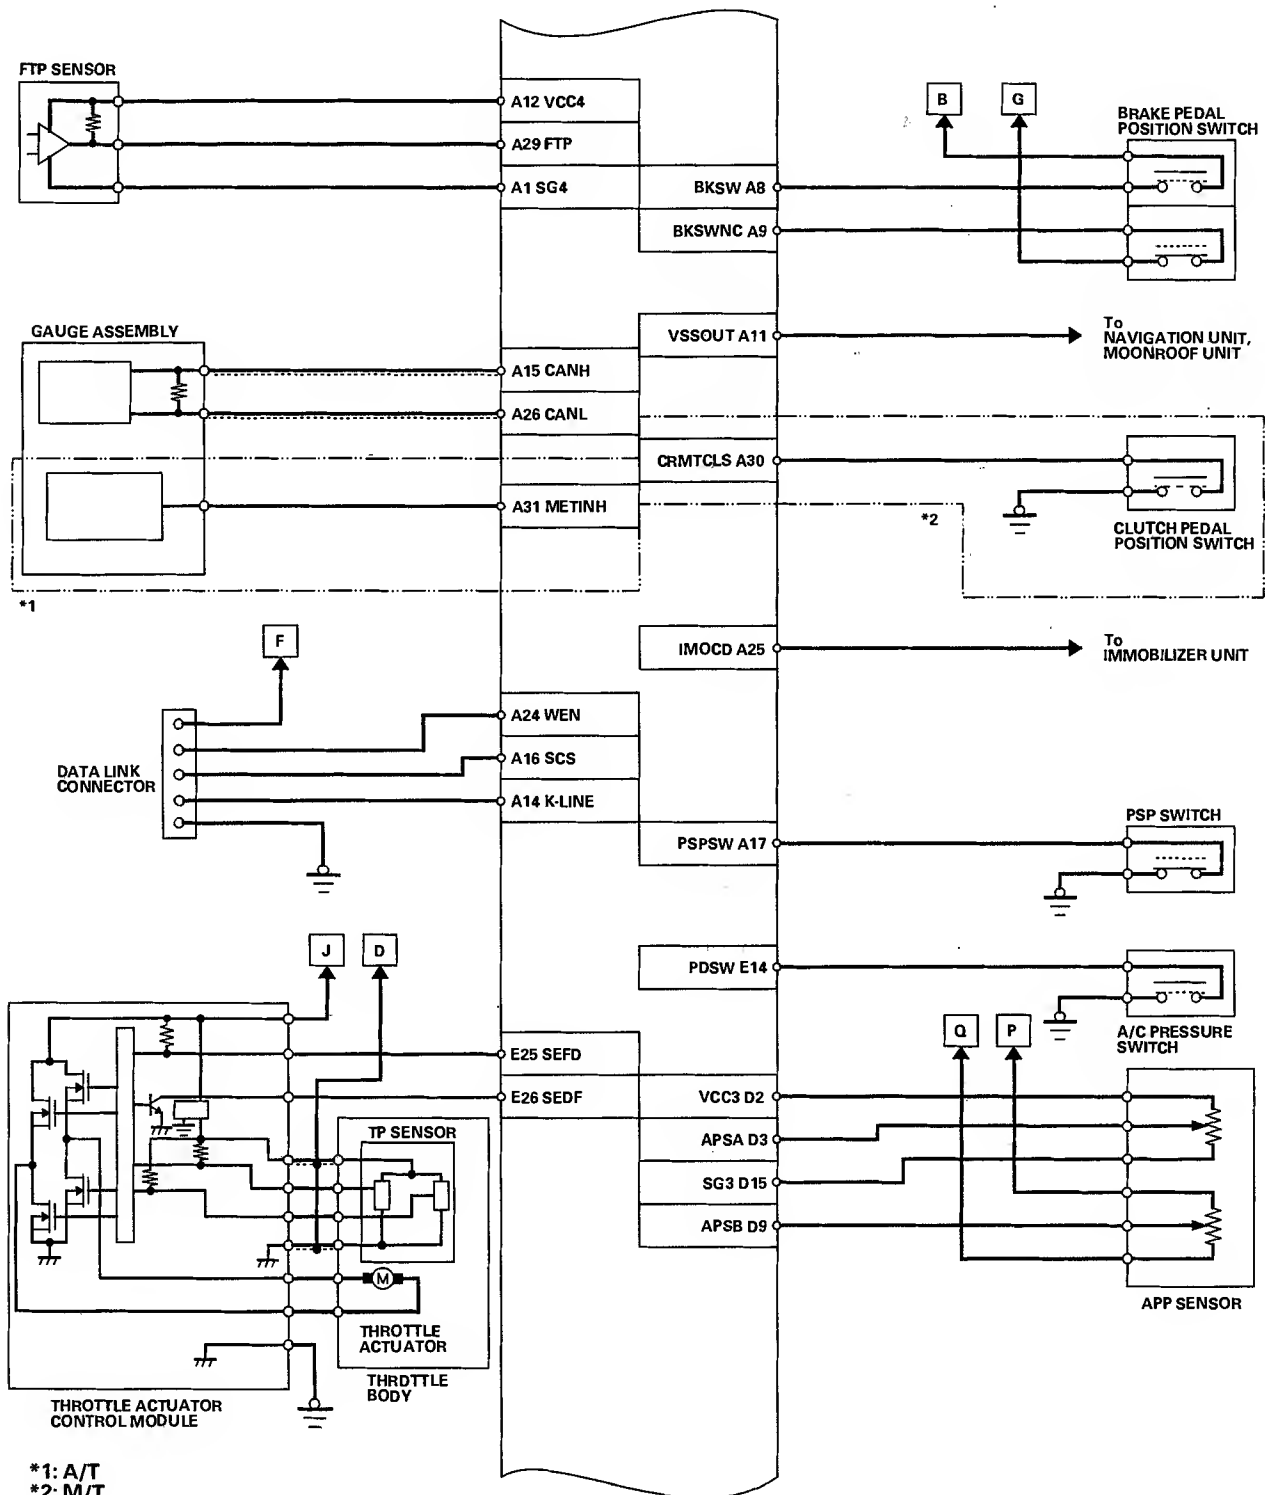 FTP SENSOR
A12 VCC4
A29 FTP
A1 SG4
BKSW A8
BKSWNC A9
B
G
BRAKE PEDAL
POSITION SWITCH
GAUGE ASSEMBLY
VSSOUT A11
To
NAVIGATION UNIT,
MOONROOF UNIT
A15 CANH
A26 CANL
CRMTCLS A30
A31 METINH
*2
CLUTCH PEDAL
POSITION SWITCH
*1
F
IMOCD A25
To
IMMOBILIZER UNIT
DATA LINK
CONNECTOR
A24 WEN
A16 SCS
A14 K-LINE
PSPSW A17
PSP SWITCH
J
D
PDSW E14
A/C PRESSURE
SWITCH
Q
P
E25 SEFD
E26 SEDF
VCC3 D2
APSA D3
SG3 D15
APSB D9
TP SENSOR
M
APP SENSOR
THROTTLE
ACTUATOR
THRDTTLE
BODY
THROTTLE ACTUATOR
CONTROL MODULE
*1: A/T
*2: M/T